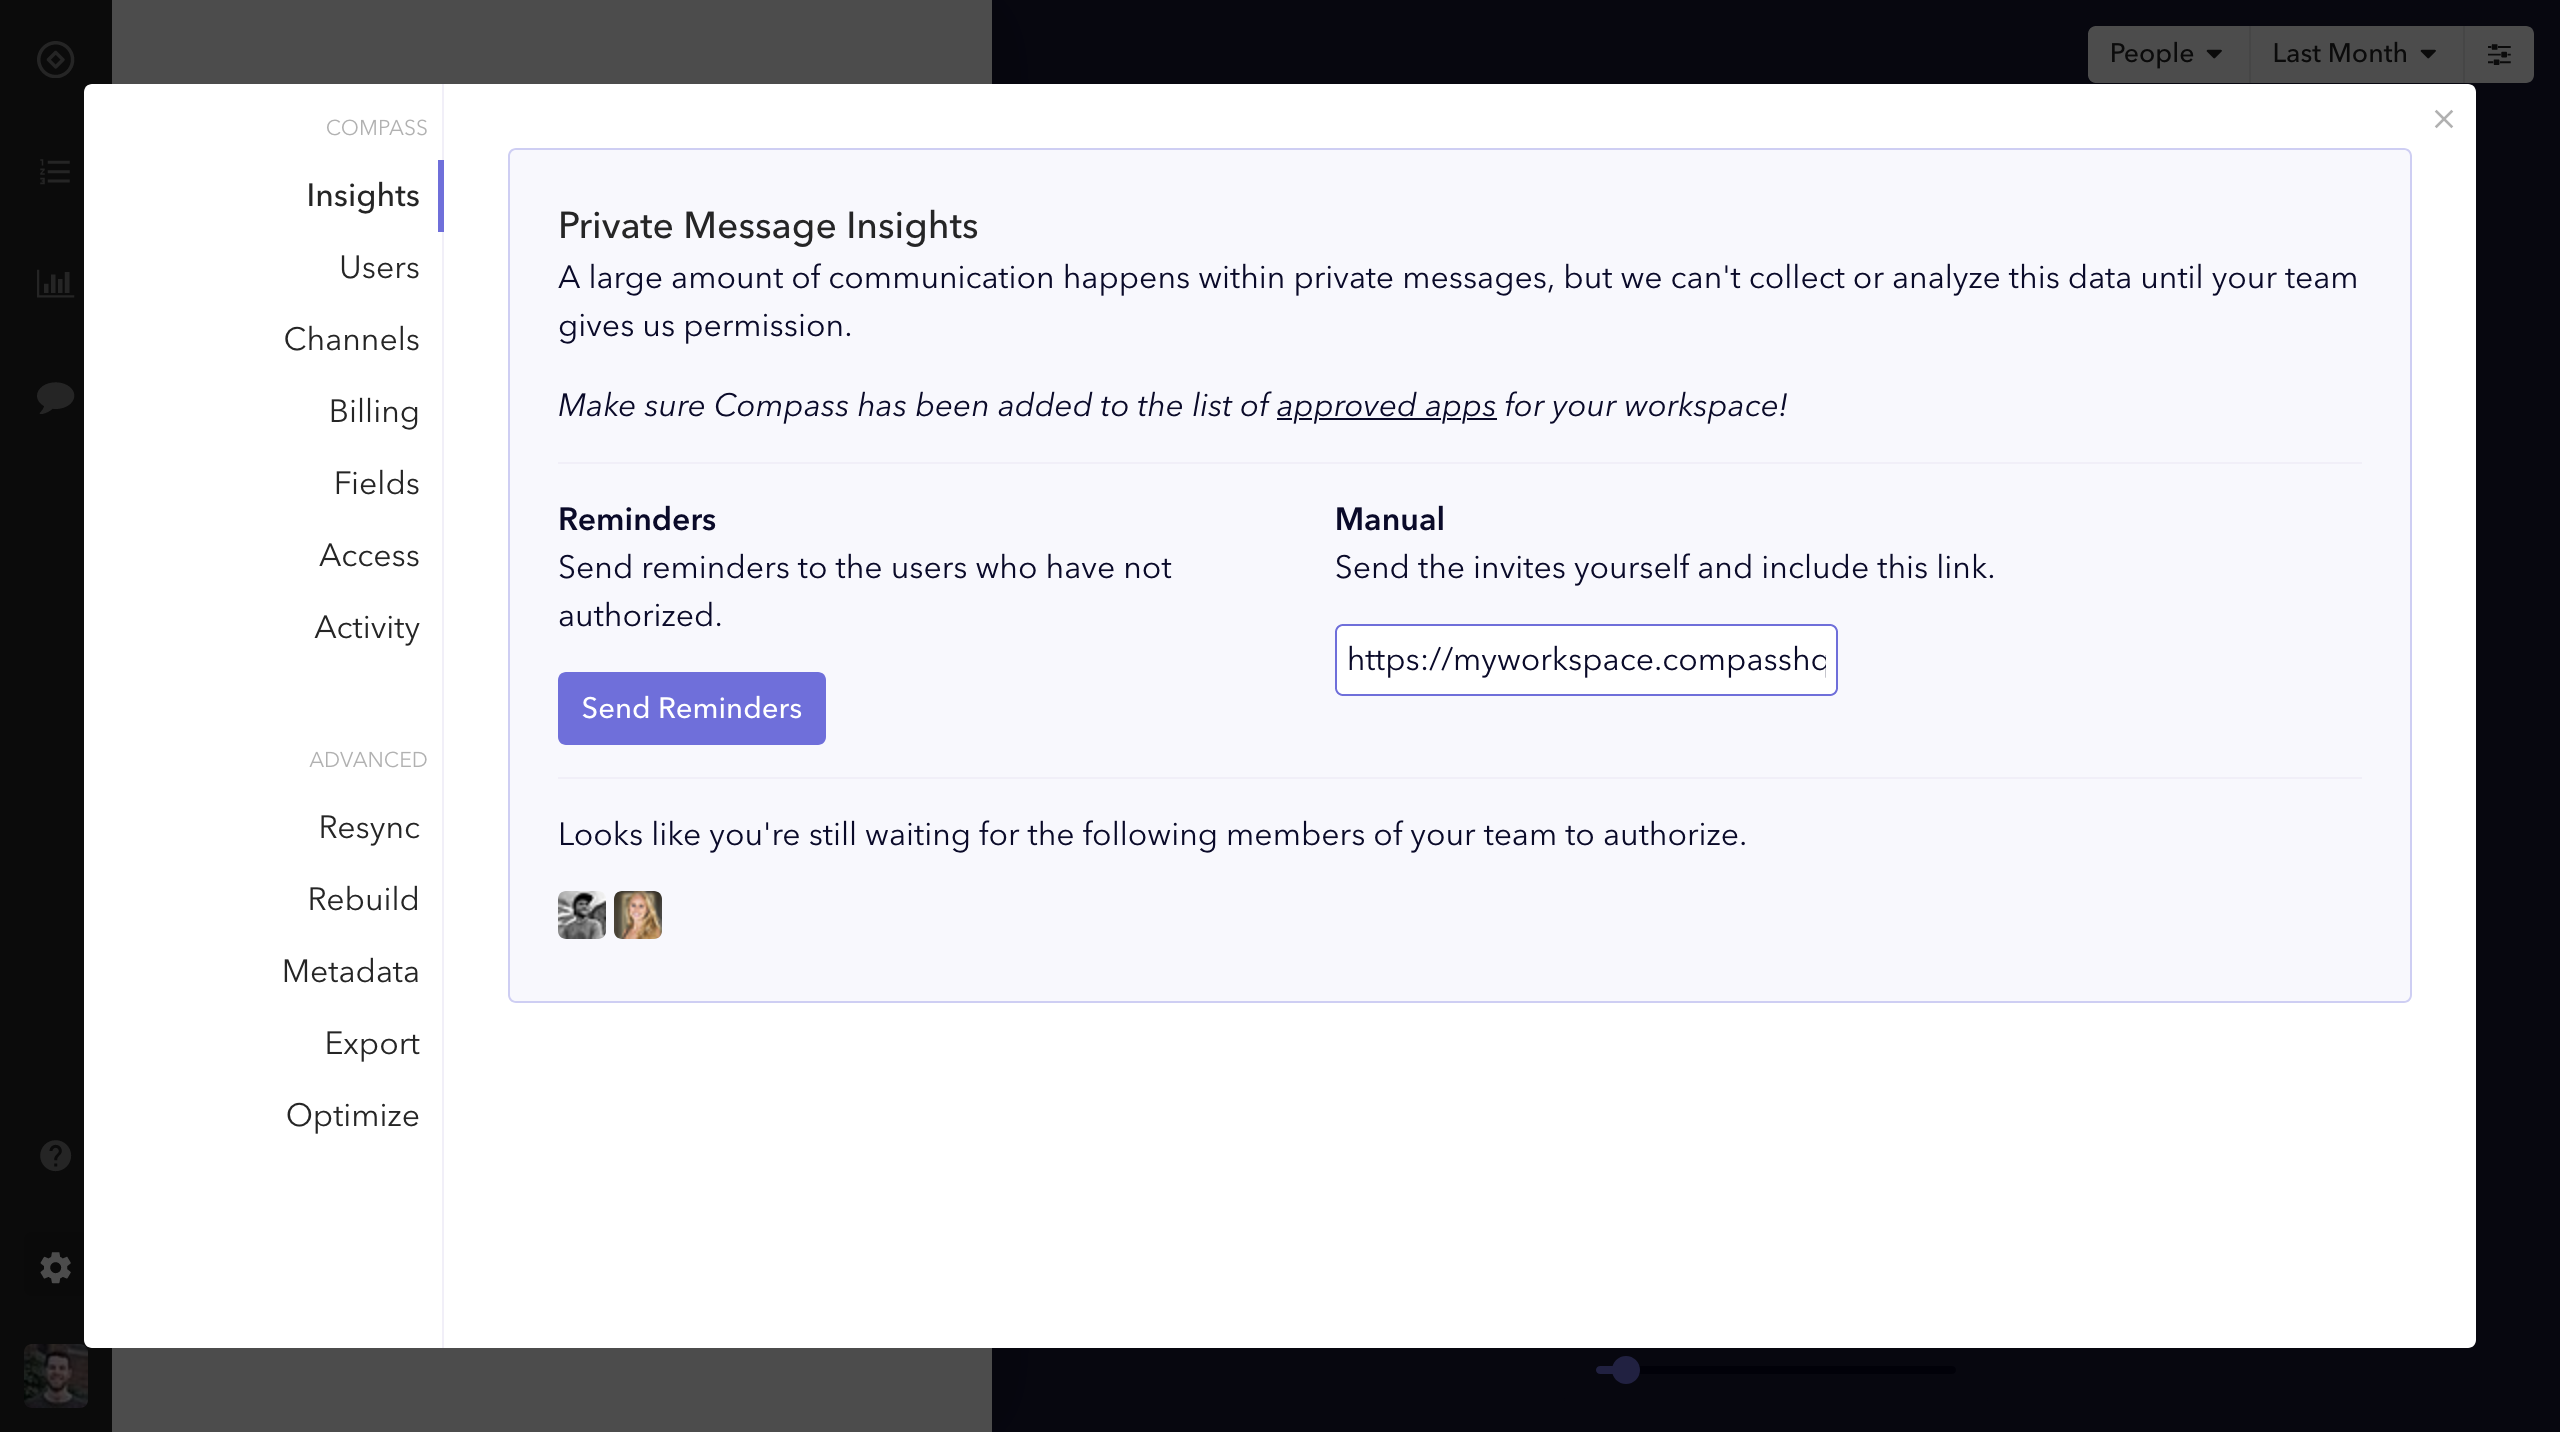 People
Last Month
COMPASS
Insights
Users
Channels
Billing
Fields
Access
Activity
ADVANCED
Resync
Rebuild
Metadata
Export
Optimize
Private Message Insights
A large amount of communication happens within private messages, but we can't collect or analyze this data until your team
gives us permission.
Make sure Compass has been added to the list of approved apps for your workspace!
Reminders
Send reminders to the users who have not
authorized.
Send Reminders
Manual
Send the invites yourself and include this link.
https://myworkspace.compasshq
Looks like you're still waiting for the following members of your team to authorize.